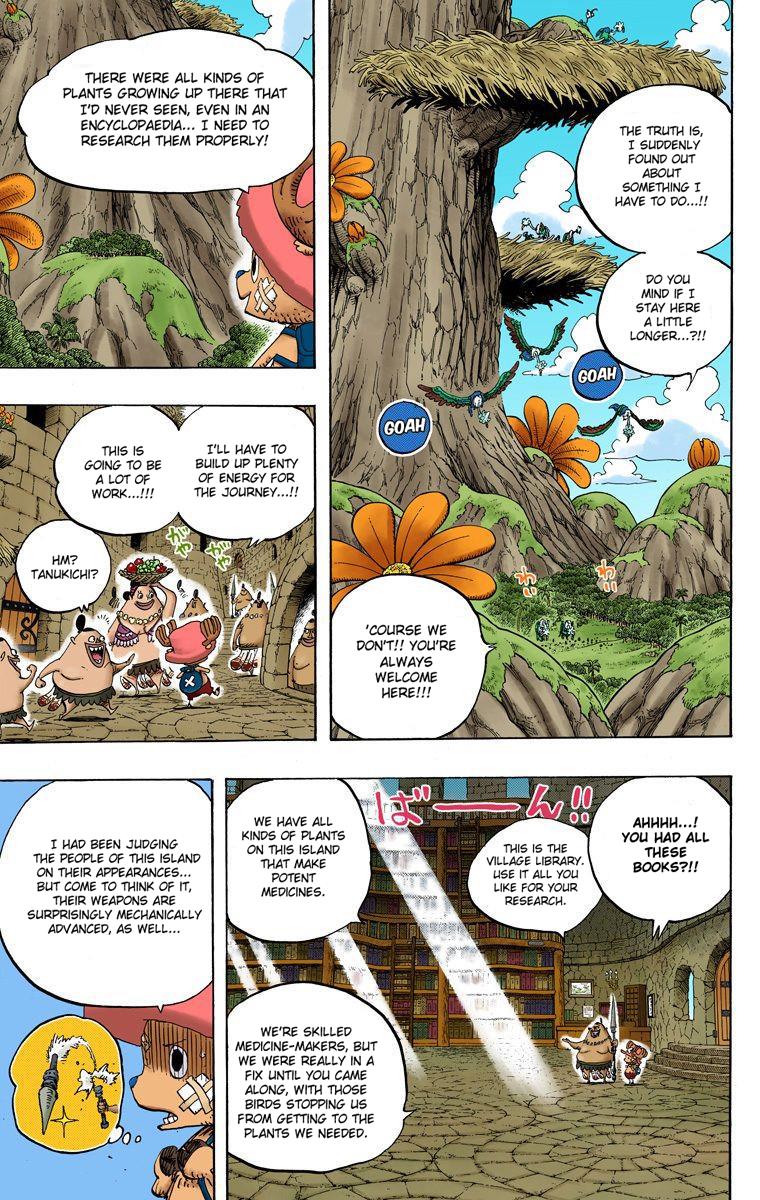 THE TRUTH IS,
I SUDDENLY
FOUND OUT
ABOUT
SOMETHING I
HAVE TO DO...!!
DO YOU
MIND IF I
STAY HERE
A LITTLE
LONGER...?!!
GOAH
GOAH
わい
わい
'COURSE WE
DON'T!! YOU'RE
ALWAYS
WELCOME
HERE!!!
THERE WERE ALL KINDS OF
PLANTS GROWING UP THERE THAT
I'D NEVER SEEN, EVEN IN AN
ENCYCLOPAEDIA... I NEED TO
RESEARCH THEM PROPERLY!
I'LL HAVE TO
BUILD UP PLENTY
OF ENERGY FOR
THE JOURNEY...!!
THIS IS
GOING TO BE
A LOT OF
WORK...!!!
がや
がや
HM?
TANUKICHI?
ばーーん!!
AHHHH...!
YOU HAD ALL
THESE
BOOKS?!!
THIS IS THE
VILLAGE LIBRARY.
USE IT ALL YOU
LIKE FOR YOUR
RESEARCH.
WE HAVE ALL
KINDS OF PLANTS
ON THIS ISLAND
THAT MAKE
POTENT
MEDICINES.
WE'RE SKILLED
MEDICINE-MAKERS, BUT
WE WERE REALLY IN A
FIX UNTIL YOU CAME
ALONG, WITH THOSE
BIRDS STOPPING US
FROM GETTING TO THE
PLANTS WE NEEDED.
I HAD BEEN JUDGING
THE PEOPLE OF THIS ISLAND
ON THEIR APPEARANCES...
BUT COME TO THINK OF IT,
THEIR WEAPONS ARE
SURPRISINGLY MECHANICALLY
ADVANCED, AS WELL...